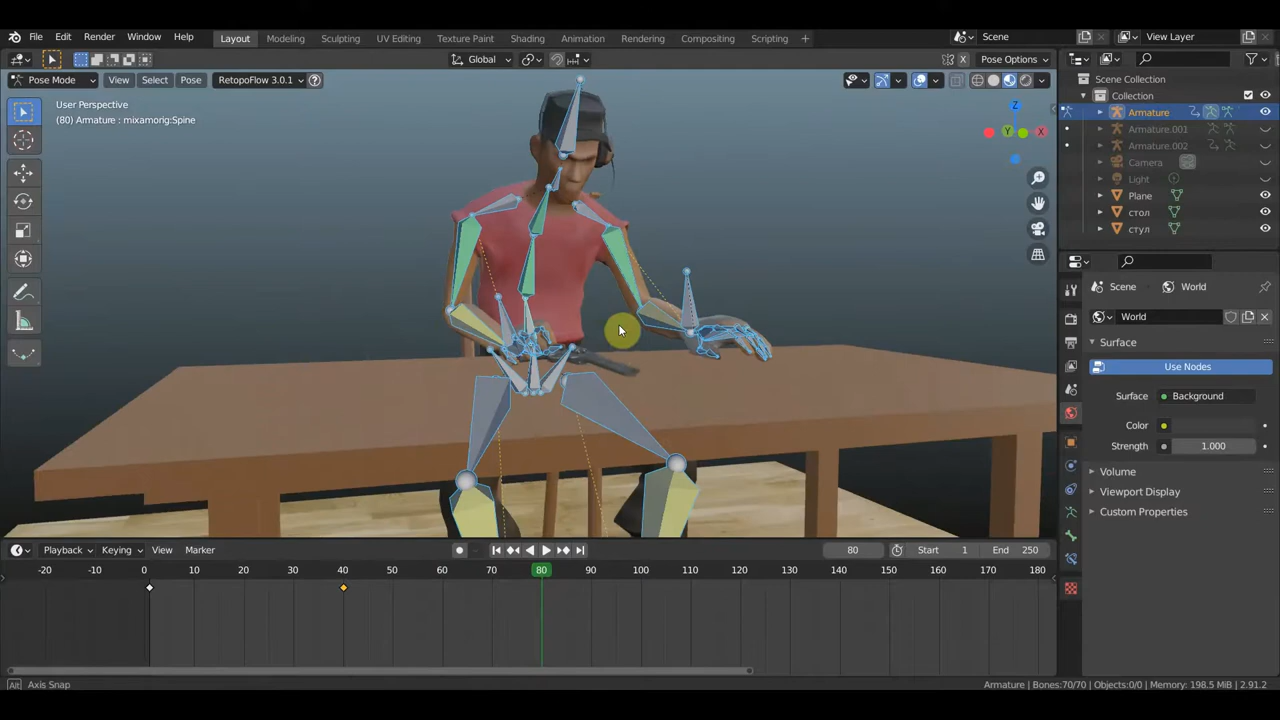 File Edit Render Window Help Layout Modeling Sculpting UV Editing Texture Paint Shading Animation Rendering Compositing Scripting + Scene View Layer
Global Pose Options
Pose Mode View Select Pose RetopoFlow 3.0.1 X
User Perspective
(80) Armature : mixamorig:Spine
Z
Y X
Scene Collection
Collection
Armature
Armature.001
Armature.002
Camera
Light
Plane
стол
стул
Scene World
World
Surface
Use Nodes
Surface Background
Color
Strength 1.000
Volume
Viewport Display
Custom Properties
Playback Keying View Marker 80 Start 1 End 250
-20 -10 0 10 20 30 40 50 60 70 80 90 100 110 120 130 140 150 160 170 180
Alt Axis Snap Armature | Bones:70/70 | Objects:0/0 | Memory: 198.5 MiB | 2.91.2